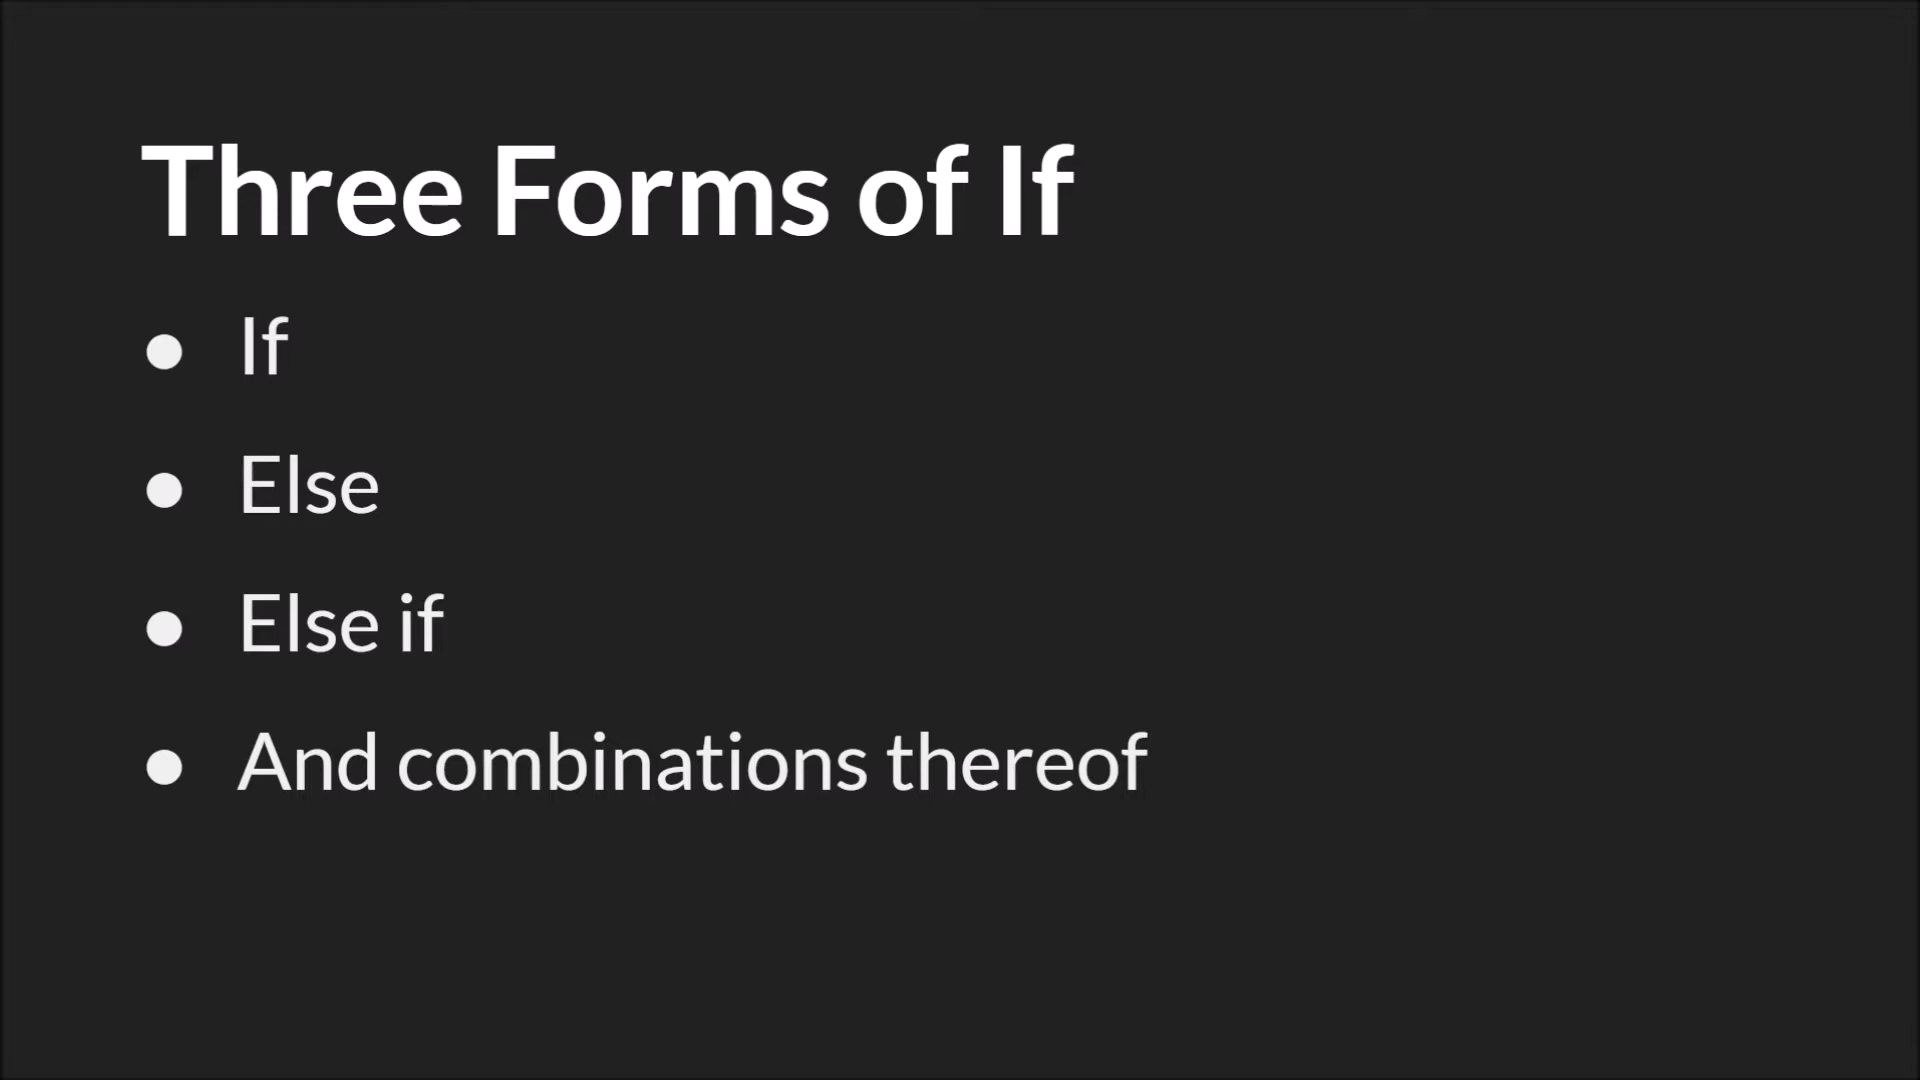 Three Forms of If
● If
● Else
● Else if
● And combinations thereof